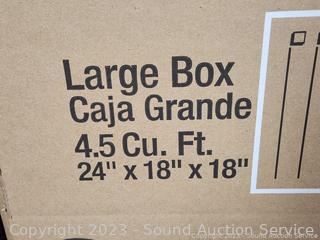 Large Box
Caja Grande
4.5 Cu. Ft.
24" x 18" x 18"
Copyright 2023 - Sound Auction Service